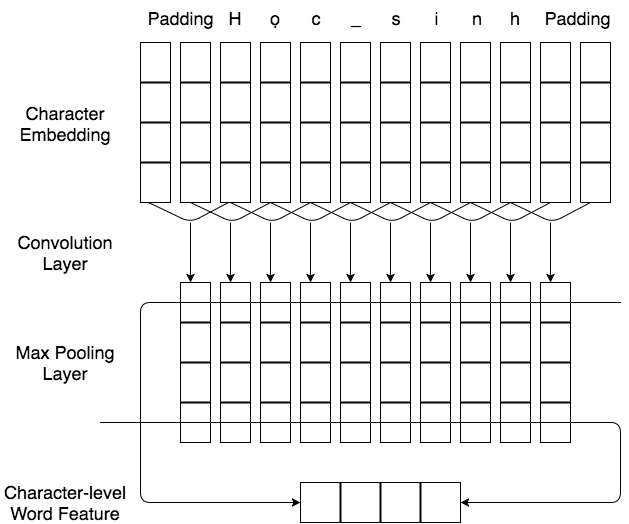 Padding H ọ c _ s i n h Padding
Character
Embedding
Convolution
Layer
Max Pooling
Layer
Character-level
Word Feature